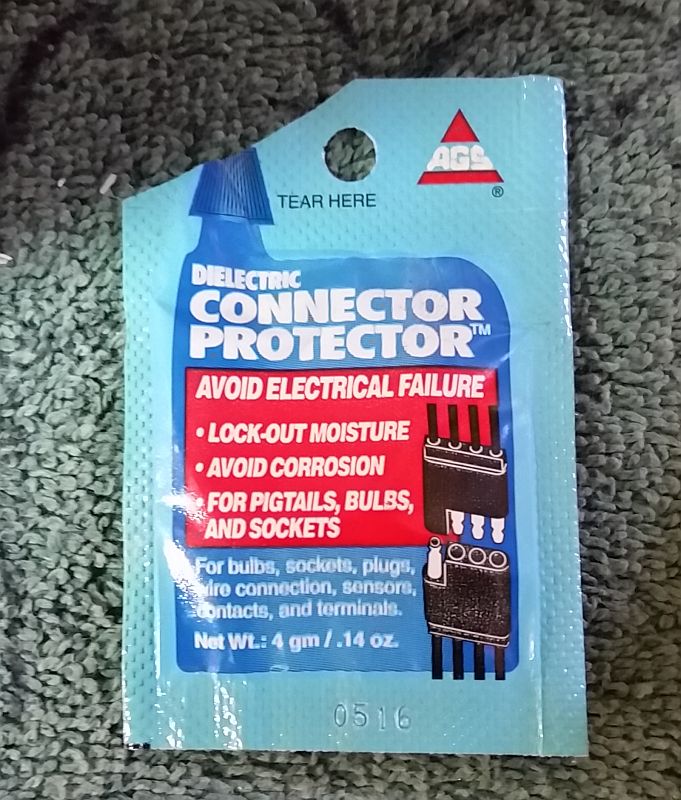 AGS
®
TEAR HERE
DIELECTRIC
CONNECTOR
PROTECTOR™
AVOID ELECTRICAL FAILURE
• LOCK-OUT MOISTURE
• AVOID CORROSION
• FOR PIGTAILS, BULBS,
AND SOCKETS
For bulbs, sockets, plugs,
wire connection, sensors,
contacts, and terminals.
Net Wt.: 4 gm / .14 oz.
0516